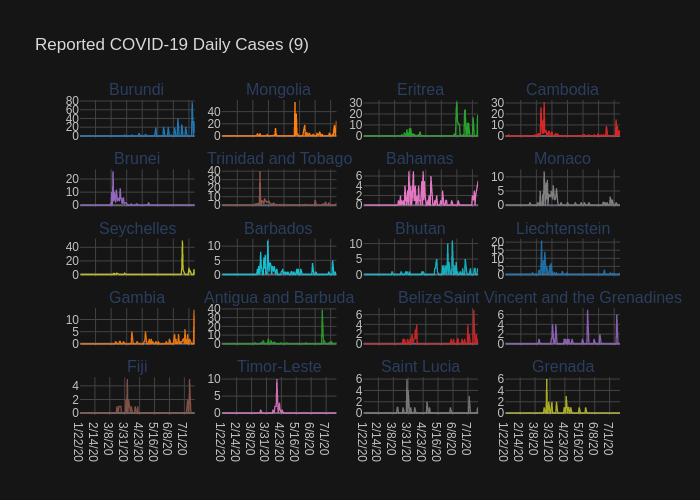 Reported COVID-19 Daily Cases (9)
Burundi Mongolia Eritrea Cambodia
80 60 40 20 0
40 20 0
30 20 10 0
30 20 10 0
Brunei Trinidad and Tobago Bahamas Monaco
20 10 0
40 30 20 10 0
6 4 2 0
10 5 0
Seychelles Barbados Bhutan Liechtenstein
40 20 0
10 5 0
10 5 0
20 15 10 5 0
Gambia Antigua and Barbuda Belize Saint Vincent and the Grenadines
10 5 0
40 30 20 10 0
6 4 2 0
6 4 2 0
Fiji Timor-Leste Saint Lucia Grenada
4 2 0
10 5 0
6 4 2 0
6 4 2 0
1/22/20 2/14/20 3/8/20 3/31/20 4/23/20 5/16/20 6/8/20 7/1/20
1/22/20 2/14/20 3/8/20 3/31/20 4/23/20 5/16/20 6/8/20 7/1/20
1/22/20 2/14/20 3/8/20 3/31/20 4/23/20 5/16/20 6/8/20 7/1/20
1/22/20 2/14/20 3/8/20 3/31/20 4/23/20 5/16/20 6/8/20 7/1/20